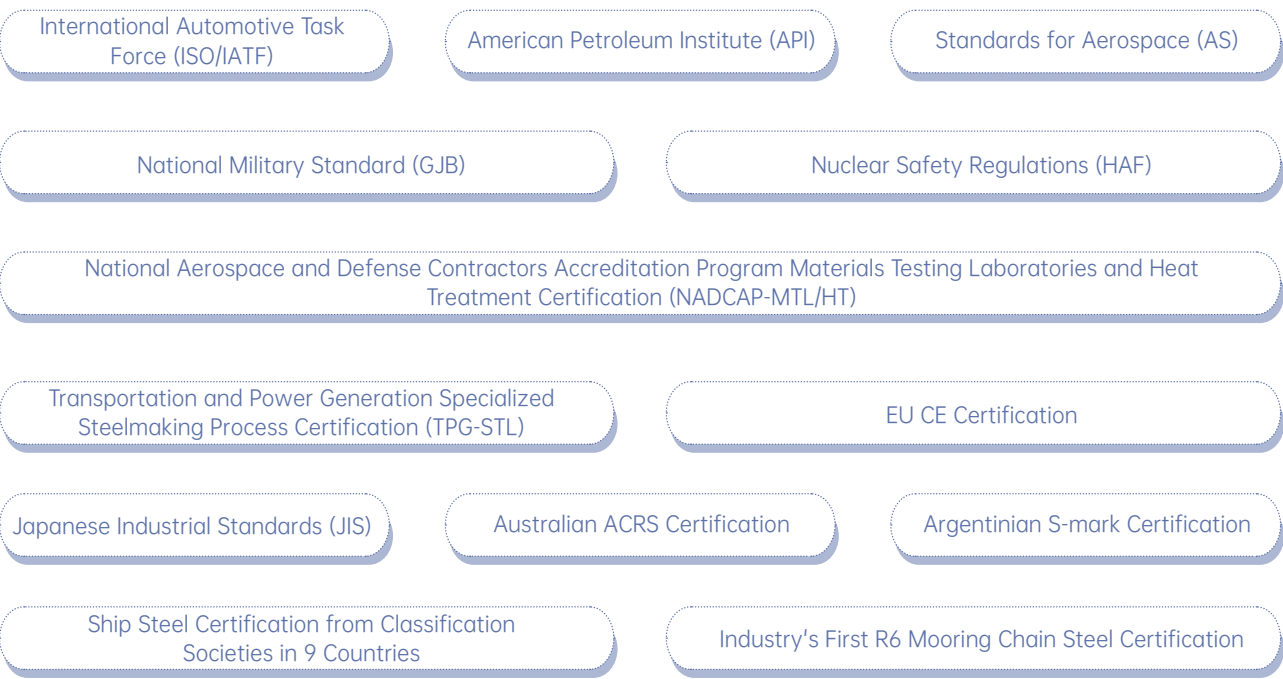 International Automotive Task
Force (ISO/IATF)
American Petroleum Institute (API)
Standards for Aerospace (AS)
National Military Standard (GJB)
Nuclear Safety Regulations (HAF)
National Aerospace and Defense Contractors Accreditation Program Materials Testing Laboratories and Heat
Treatment Certification (NADCAP-MTL/HT)
Transportation and Power Generation Specialized
Steelmaking Process Certification (TPG-STL)
EU CE Certification
Japanese Industrial Standards (JIS)
Australian ACRS Certification
Argentinian S-mark Certification
Ship Steel Certification from Classification
Societies in 9 Countries
Industry's First R6 Mooring Chain Steel Certification